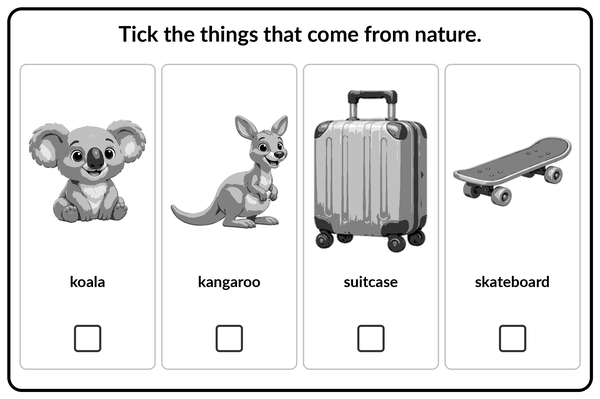 Tick the things that come from nature.
koala
kangaroo
suitcase
skateboard